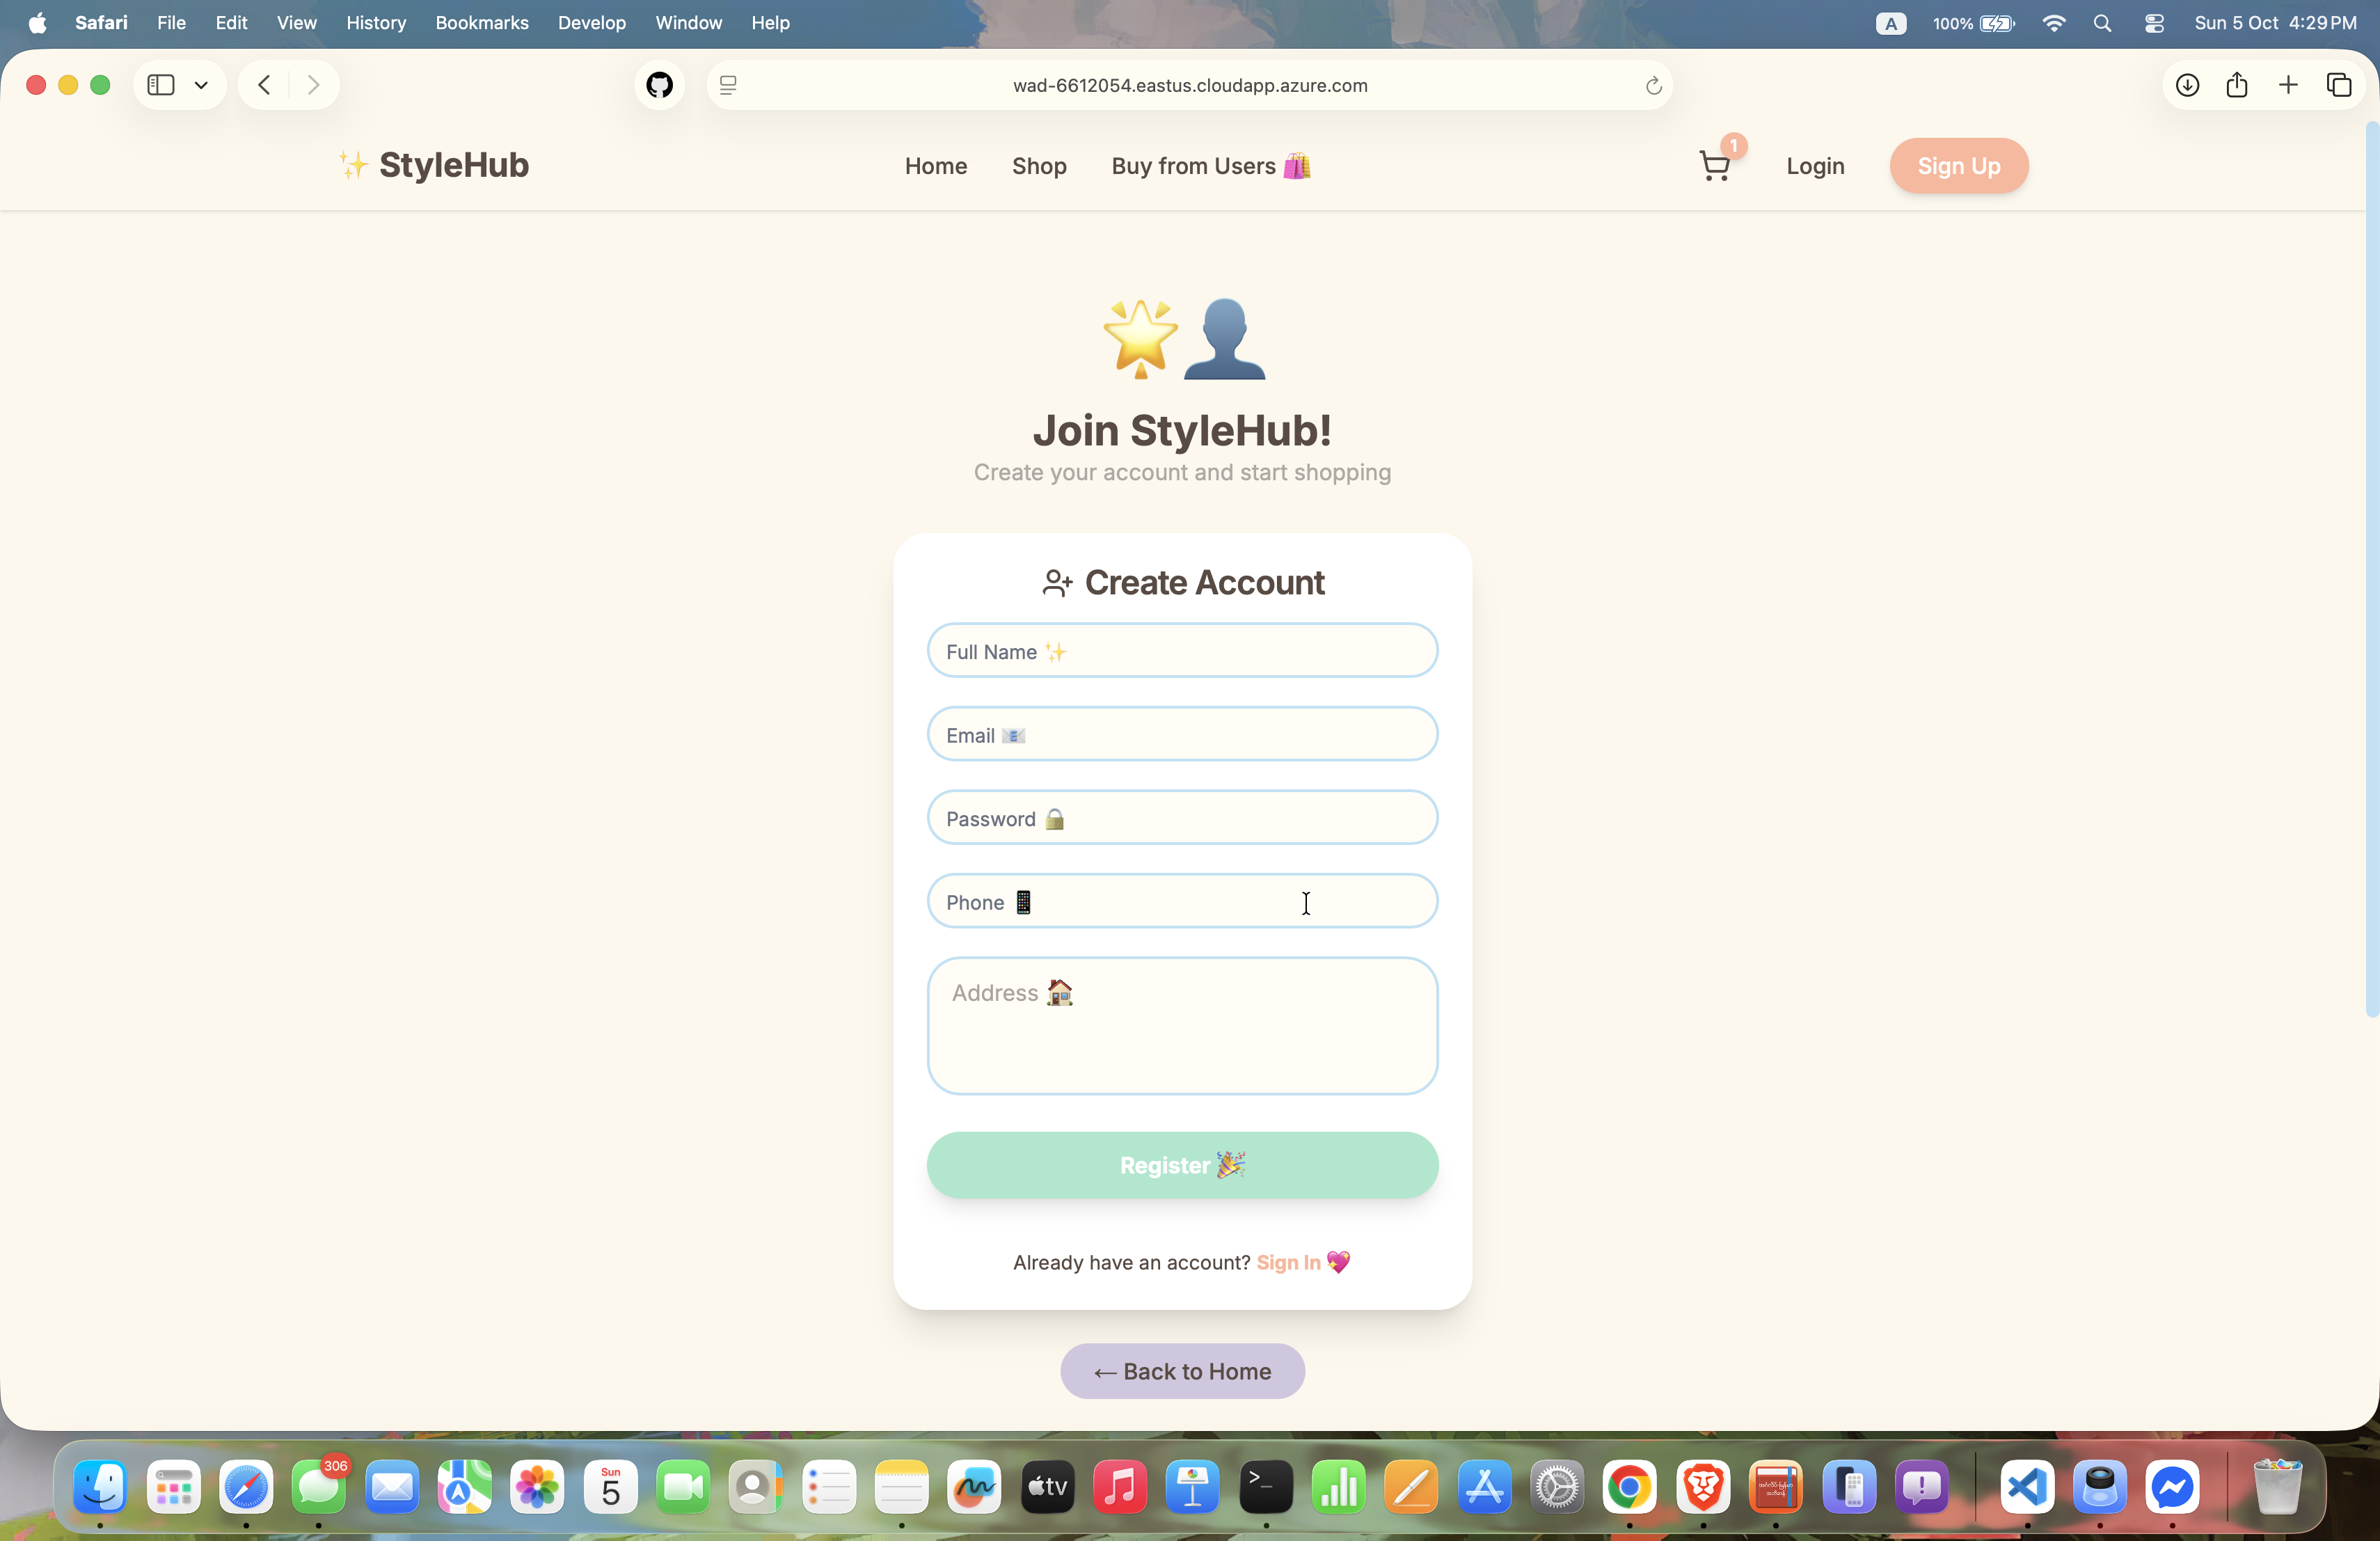 Safari File Edit View History Bookmarks Develop Window Help A 100% Sun 5 Oct 4:29 PM
wad-6612054.eastus.cloudapp.azure.com
✨ StyleHub Home Shop Buy from Users 🛍️ 1 Login Sign Up
Join StyleHub!
Create your account and start shopping
Create Account
Full Name ✨
Email 📧
Password 🔒
Phone 📱
Address 🏠
Register 🎉
Already have an account? Sign In 💖
← Back to Home
306
Sun
5
tv